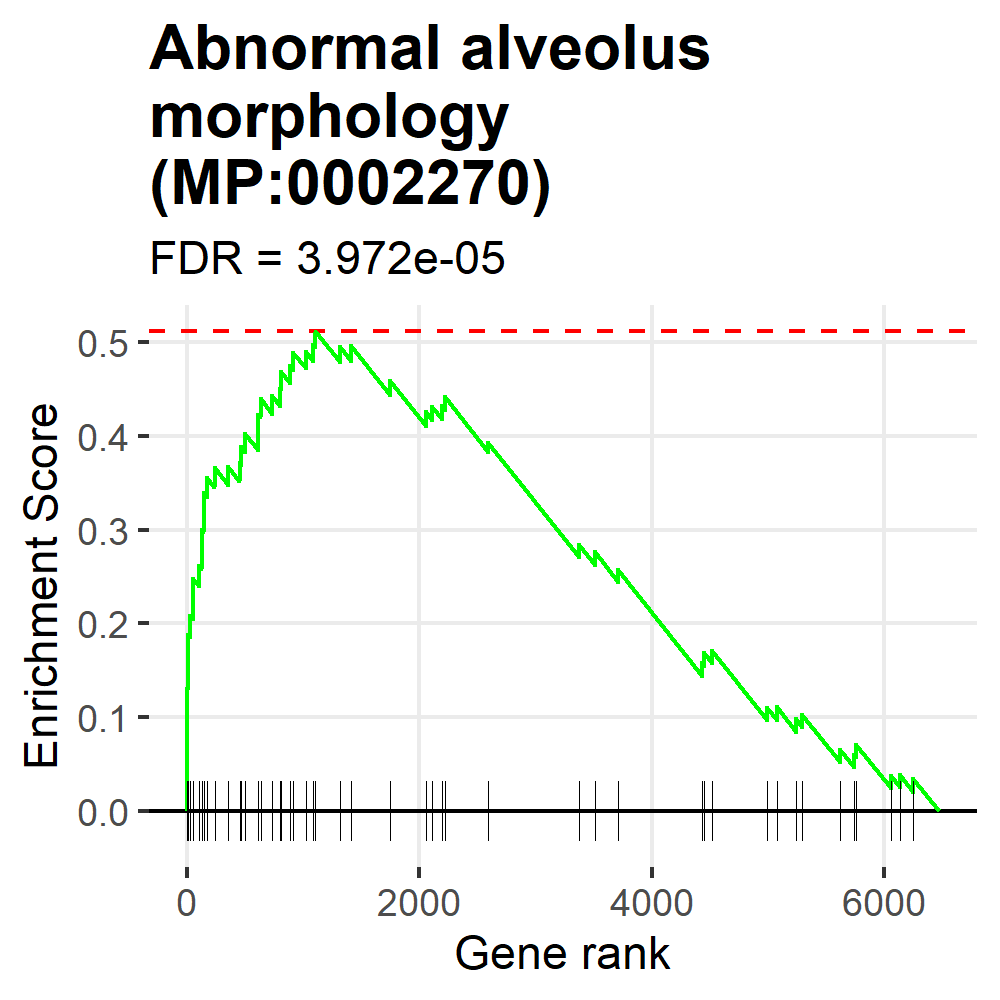 Abnormal alveolus
morphology
(MP:0002270)
FDR = 3.972e-05
Enrichment Score
0.5
0.4
0.3
0.2
0.1
0.0
0 2000 4000 6000
Gene rank